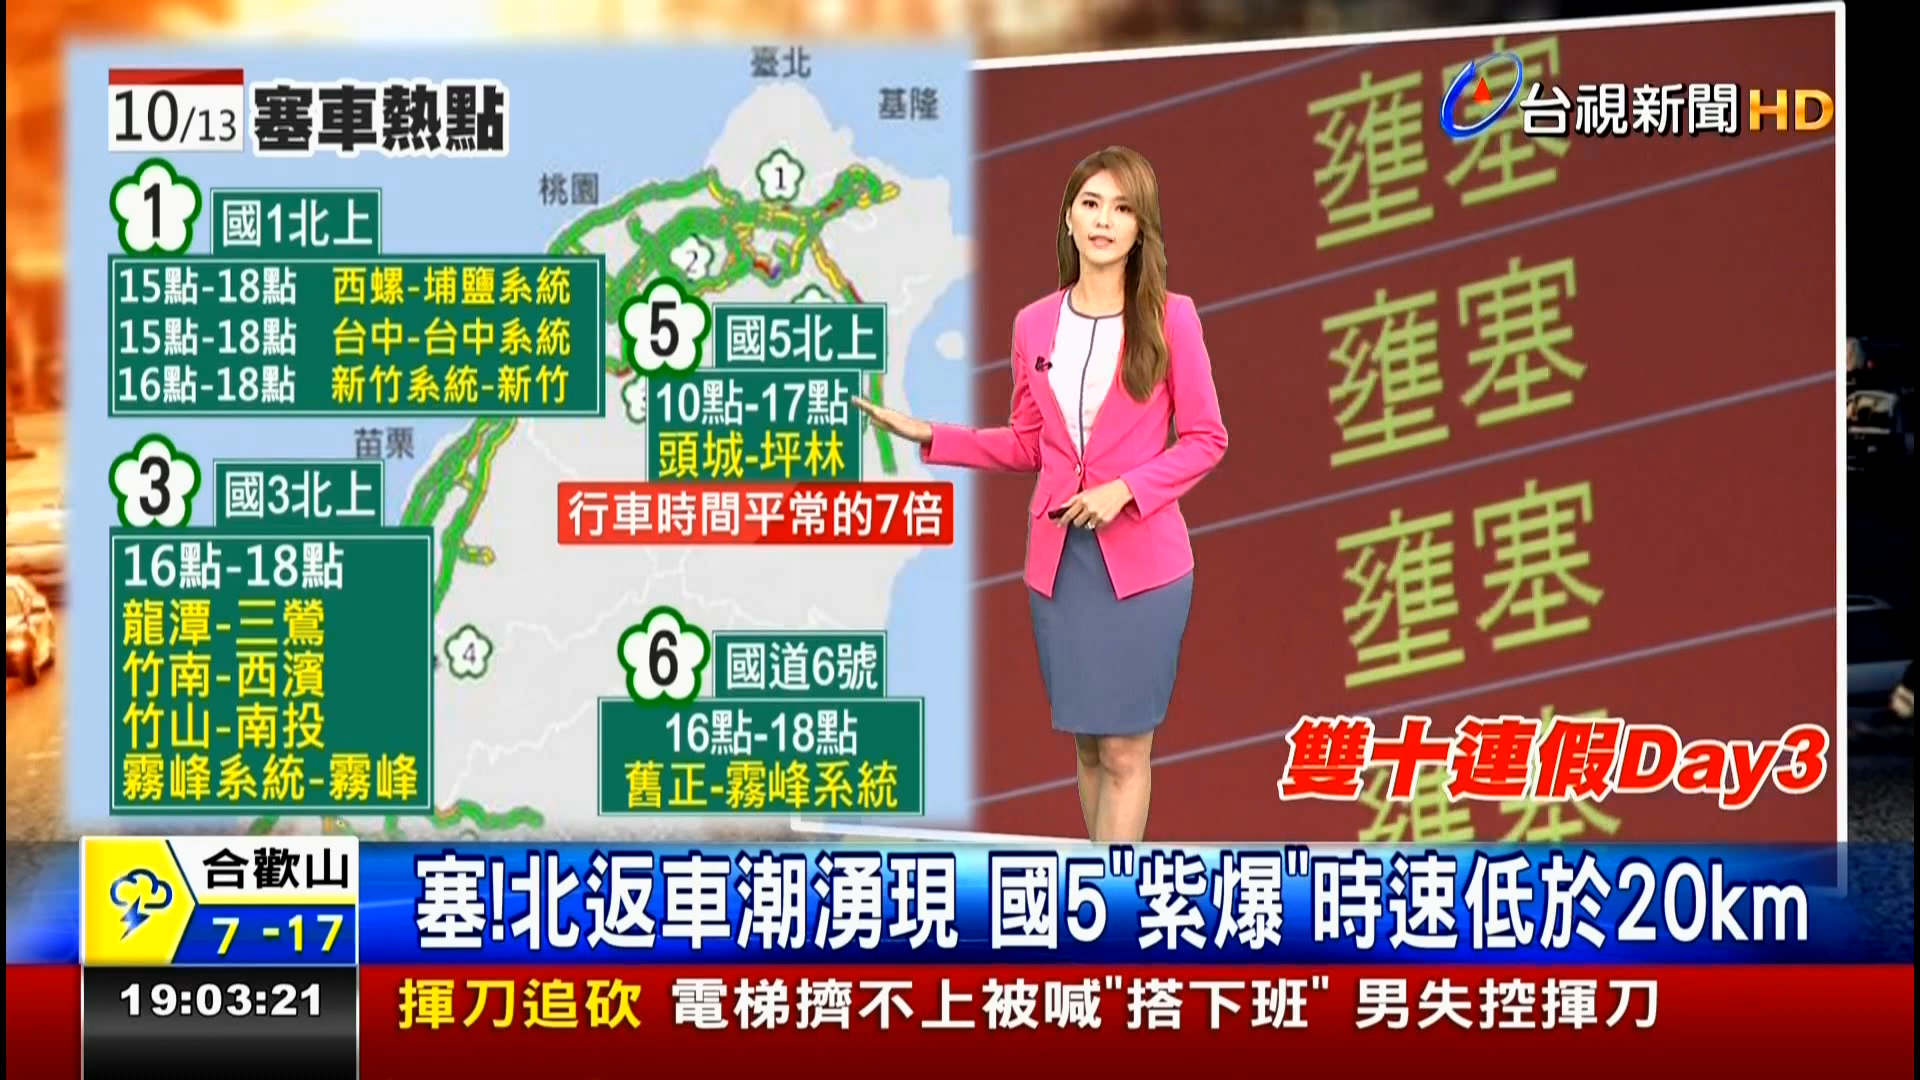 臺北
基隆
桃園
苗栗
10/13
塞車熱點
1
國1北上
15點-18點 西螺-埔鹽系統
15點-18點 台中-台中系統
16點-18點 新竹系統-新竹
3
國3北上
16點-18點
龍潭-三鶯
竹南-西濱
竹山-南投
霧峰系統-霧峰
1
2
4
5
國5北上
10點-17點
頭城-坪林
行車時間平常的7倍
6
國道6號
16點-18點
舊正-霧峰系統
台視新聞HD
壅塞
壅塞
壅塞
雙十連假Day3
合歡山
7-17
19:03:21
塞!北返車潮湧現 國5"紫爆"時速低於20km
揮刀追砍 電梯擠不上被喊"搭下班" 男失控揮刀